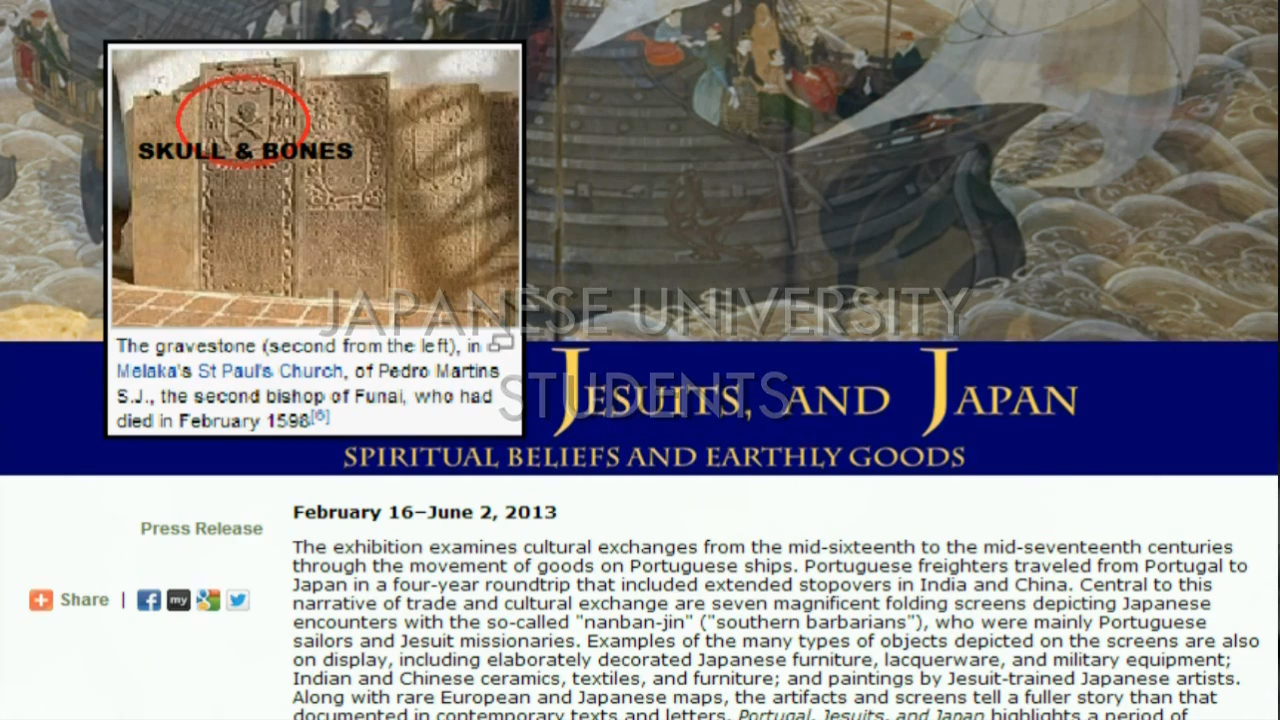 SKULL & BONES
The gravestone (second from the left), in
Melaka's St Paul's Church, of Pedro Martins
S.J., the second bishop of Funai, who had
died in February 1598[6]
JAPANESE UNIVERSITY
STUDENTS
JESUITS, AND JAPAN
SPIRITUAL BELIEFS AND EARTHLY GOODS
Press Release
Share |
my
February 16–June 2, 2013
The exhibition examines cultural exchanges from the mid-sixteenth to the mid-seventeenth centuries
through the movement of goods on Portuguese ships. Portuguese freighters traveled from Portugal to
Japan in a four-year roundtrip that included extended stopovers in India and China. Central to this
narrative of trade and cultural exchange are seven magnificent folding screens depicting Japanese
encounters with the so-called "nanban-jin" ("southern barbarians"), who were mainly Portuguese
sailors and Jesuit missionaries. Examples of the many types of objects depicted on the screens are also
on display, including elaborately decorated Japanese furniture, lacquerware, and military equipment;
Indian and Chinese ceramics, textiles, and furniture; and paintings by Jesuit-trained Japanese artists.
Along with rare European and Japanese maps, the artifacts and screens tell a fuller story than that
documented in contemporary texts and letters. Portugal, Jesuits, and Japan highlights a period of